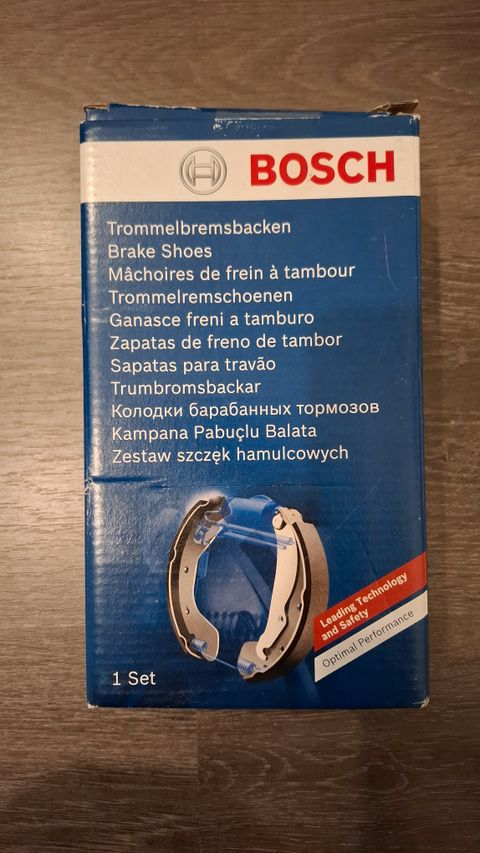 BOSCH
Trommelbremsbacken
Brake Shoes
Mâchoires de frein à tambour
Trommelremschoenen
Ganasce freni a tamburo
Zapatas de freno de tambor
Sapatas para travão
Trumbromsbackar
Колодки барабанных тормозов
Kampana Pabuçlu Balata
Zestaw szczęk hamulcowych
Leading Technology
and Safety
Optimal Performance
1 Set